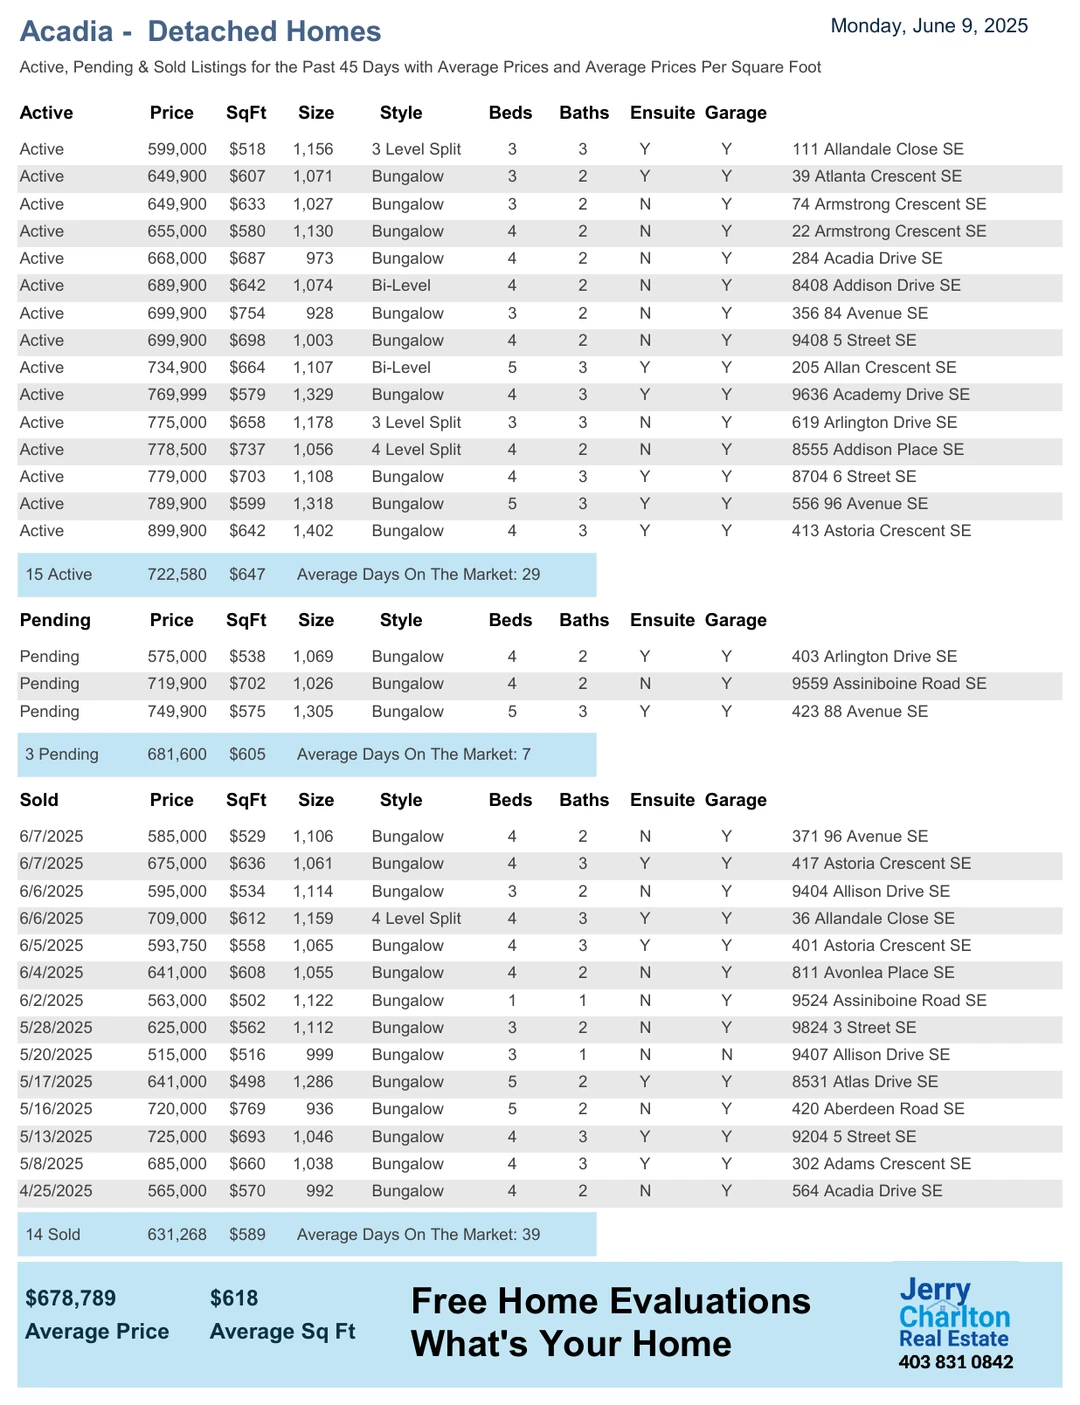 Acadia - Detached Homes
Monday, June 9, 2025
Active, Pending & Sold Listings for the Past 45 Days with Average Prices and Average Prices Per Square Foot
Active Price SqFt Size Style Beds Baths Ensuite Garage
Active 599,000 $518 1,156 3 Level Split 3 3 Y Y 111 Allandale Close SE
Active 649,900 $607 1,071 Bungalow 3 2 Y Y 39 Atlanta Crescent SE
Active 649,900 $633 1,027 Bungalow 3 2 N Y 74 Armstrong Crescent SE
Active 655,000 $580 1,130 Bungalow 4 2 N Y 22 Armstrong Crescent SE
Active 668,000 $687 973 Bungalow 4 2 N Y 284 Acadia Drive SE
Active 689,900 $642 1,074 Bi-Level 4 2 N Y 8408 Addison Drive SE
Active 699,900 $754 928 Bungalow 3 2 N Y 356 84 Avenue SE
Active 699,900 $698 1,003 Bungalow 4 2 N Y 9408 5 Street SE
Active 734,900 $664 1,107 Bi-Level 5 3 Y Y 205 Allan Crescent SE
Active 769,999 $579 1,329 Bungalow 4 3 Y Y 9636 Academy Drive SE
Active 775,000 $658 1,178 3 Level Split 3 3 N Y 619 Arlington Drive SE
Active 778,500 $737 1,056 4 Level Split 4 2 N Y 8555 Addison Place SE
Active 779,000 $703 1,108 Bungalow 4 3 Y Y 8704 6 Street SE
Active 789,900 $599 1,318 Bungalow 5 3 Y Y 556 96 Avenue SE
Active 899,900 $642 1,402 Bungalow 4 3 Y Y 413 Astoria Crescent SE
15 Active 722,580 $647 Average Days On The Market: 29
Pending Price SqFt Size Style Beds Baths Ensuite Garage
Pending 575,000 $538 1,069 Bungalow 4 2 Y Y 403 Arlington Drive SE
Pending 719,900 $702 1,026 Bungalow 4 2 N Y 9559 Assiniboine Road SE
Pending 749,900 $575 1,305 Bungalow 5 3 Y Y 423 88 Avenue SE
3 Pending 681,600 $605 Average Days On The Market: 7
Sold Price SqFt Size Style Beds Baths Ensuite Garage
6/7/2025 585,000 $529 1,106 Bungalow 4 2 N Y 371 96 Avenue SE
6/7/2025 675,000 $636 1,061 Bungalow 4 3 Y Y 417 Astoria Crescent SE
6/6/2025 595,000 $534 1,114 Bungalow 3 2 N Y 9404 Allison Drive SE
6/6/2025 709,000 $612 1,159 4 Level Split 4 3 Y Y 36 Allandale Close SE
6/5/2025 593,750 $558 1,065 Bungalow 4 3 Y Y 401 Astoria Crescent SE
6/4/2025 641,000 $608 1,055 Bungalow 4 2 N Y 811 Avonlea Place SE
6/2/2025 563,000 $502 1,122 Bungalow 1 1 N Y 9524 Assiniboine Road SE
5/28/2025 625,000 $562 1,112 Bungalow 3 2 N Y 9824 3 Street SE
5/20/2025 515,000 $516 999 Bungalow 3 1 N N 9407 Allison Drive SE
5/17/2025 641,000 $498 1,286 Bungalow 5 2 Y Y 8531 Atlas Drive SE
5/16/2025 720,000 $769 936 Bungalow 5 2 N Y 420 Aberdeen Road SE
5/13/2025 725,000 $693 1,046 Bungalow 4 3 Y Y 9204 5 Street SE
5/8/2025 685,000 $660 1,038 Bungalow 4 3 Y Y 302 Adams Crescent SE
4/25/2025 565,000 $570 992 Bungalow 4 2 N Y 564 Acadia Drive SE
14 Sold 631,268 $589 Average Days On The Market: 39
$678,789 $618
Average Price Average Sq Ft
Free Home Evaluations
What's Your Home
Jerry
Charlton
Real Estate
403 831 0842